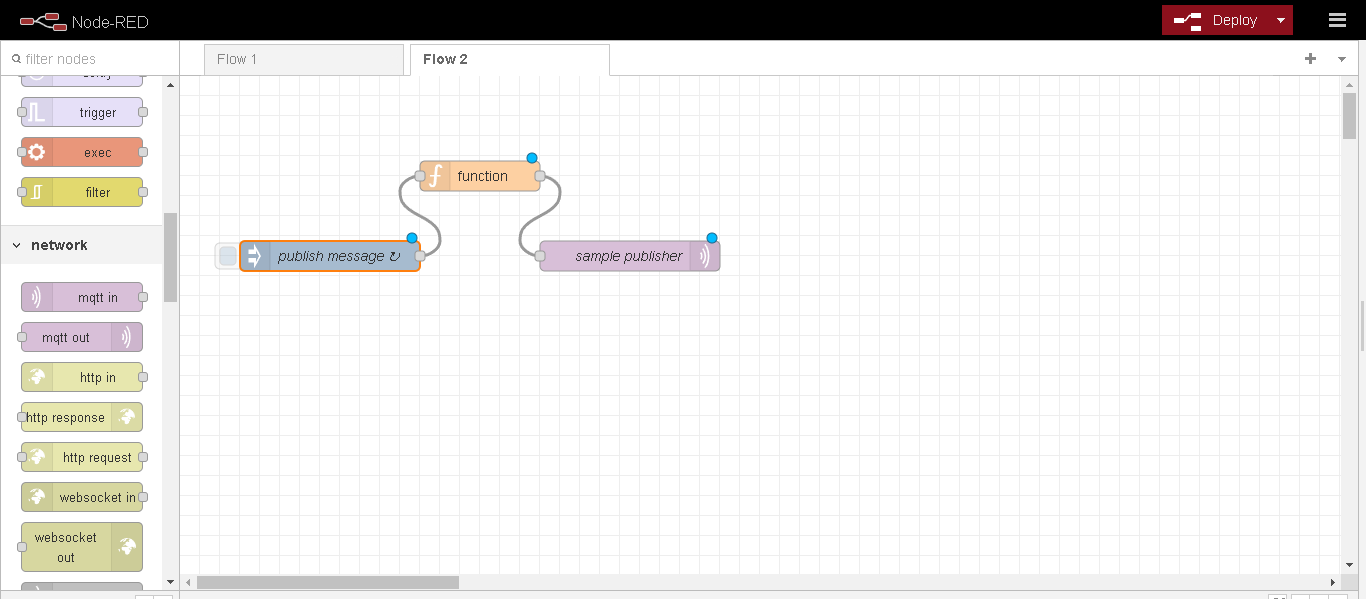 Node-RED
Deploy
filter nodes
Flow 1
Flow 2
trigger
exec
filter
network
mqtt in
mqtt out
http in
http response
http request
websocket in
websocket
out
function
publish message ↻
sample publisher